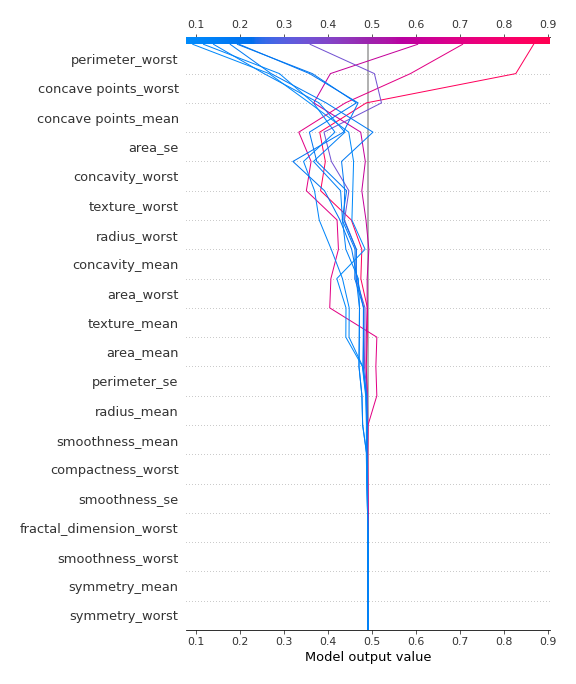 0.1 0.2 0.3 0.4 0.5 0.6 0.7 0.8 0.9
perimeter_worst
concave points_worst
concave points_mean
area_se
concavity_worst
texture_worst
radius_worst
concavity_mean
area_worst
texture_mean
area_mean
perimeter_se
radius_mean
smoothness_mean
compactness_worst
smoothness_se
fractal_dimension_worst
smoothness_worst
symmetry_mean
symmetry_worst
0.1 0.2 0.3 0.4 0.5 0.6 0.7 0.8 0.9
Model output value